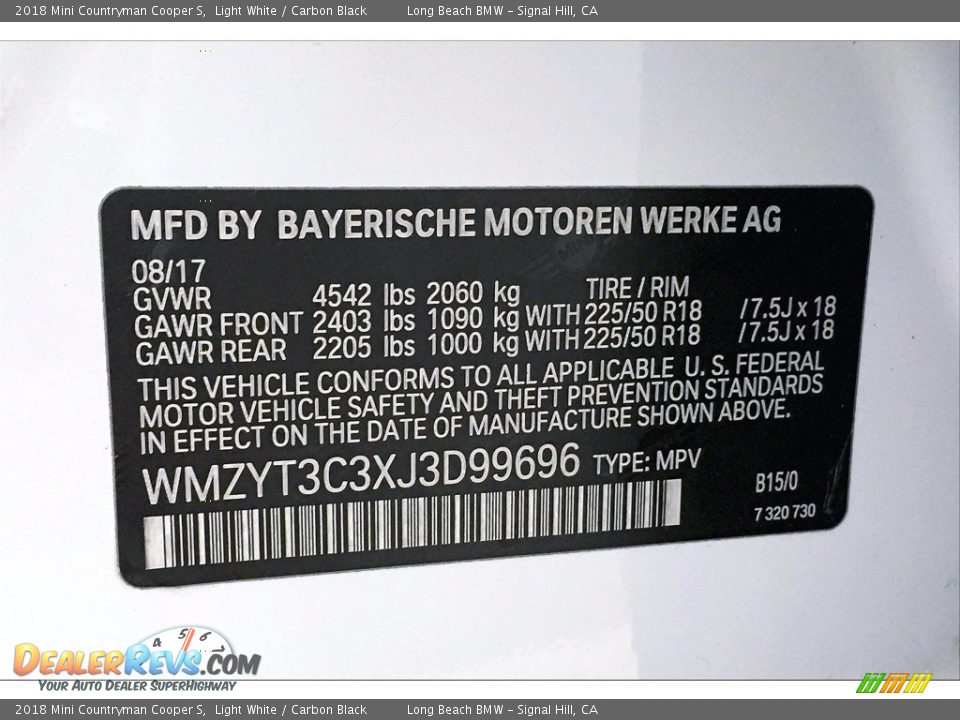 2018 Mini Countryman Cooper S, Light White / Carbon Black Long Beach BMW - Signal Hill, CA
MFD BY BAYERISCHE MOTOREN WERKE AG
08/17
GVWR 4542 lbs 2060 kg TIRE / RIM
GAWR FRONT 2403 lbs 1090 kg WITH 225/50 R18 /7.5J x 18
GAWR REAR 2205 lbs 1000 kg WITH 225/50 R18 /7.5J x 18
THIS VEHICLE CONFORMS TO ALL APPLICABLE U. S. FEDERAL
MOTOR VEHICLE SAFETY AND THEFT PREVENTION STANDARDS
IN EFFECT ON THE DATE OF MANUFACTURE SHOWN ABOVE.
WMZYT3C3XJ3D99696 TYPE: MPV
B15/0
7 320 730
4 5 6 7
DEALERREVS.COM
YOUR AUTO DEALER SUPERHIGHWAY
2018 Mini Countryman Cooper S, Light White / Carbon Black Long Beach BMW - Signal Hill, CA